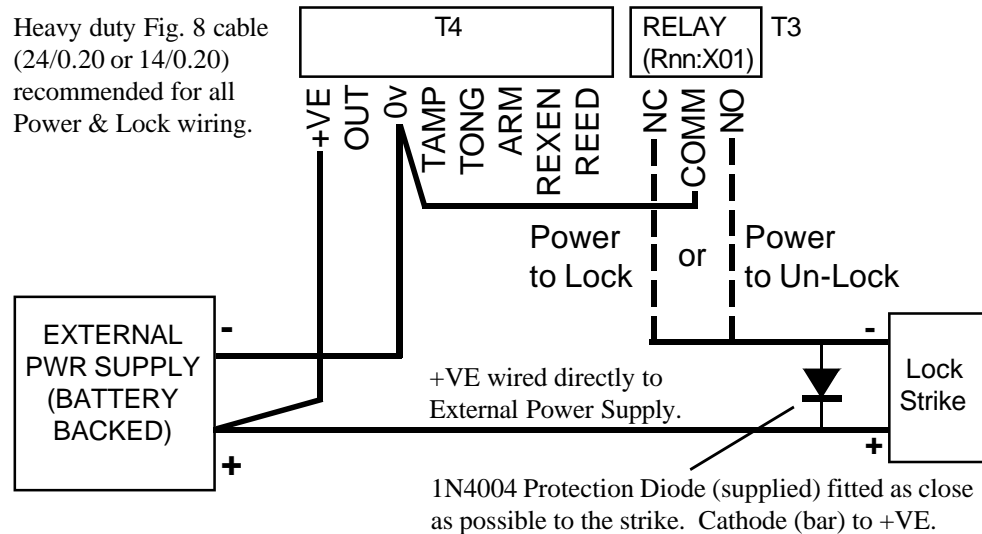 Heavy duty Fig. 8 cable
(24/0.20 or 14/0.20)
recommended for all
Power & Lock wiring.
T4
RELAY
(Rnn:X01)
T3
+VE
OUT
0v
TAMP
TONG
ARM
REXEN
REED
NC
COMM
NO
Power
to Lock
or
Power
to Un-Lock
EXTERNAL
PWR SUPPLY
(BATTERY
BACKED)
-
+
+VE wired directly to
External Power Supply.
-
+
Lock
Strike
1N4004 Protection Diode (supplied) fitted as close
as possible to the strike. Cathode (bar) to +VE.